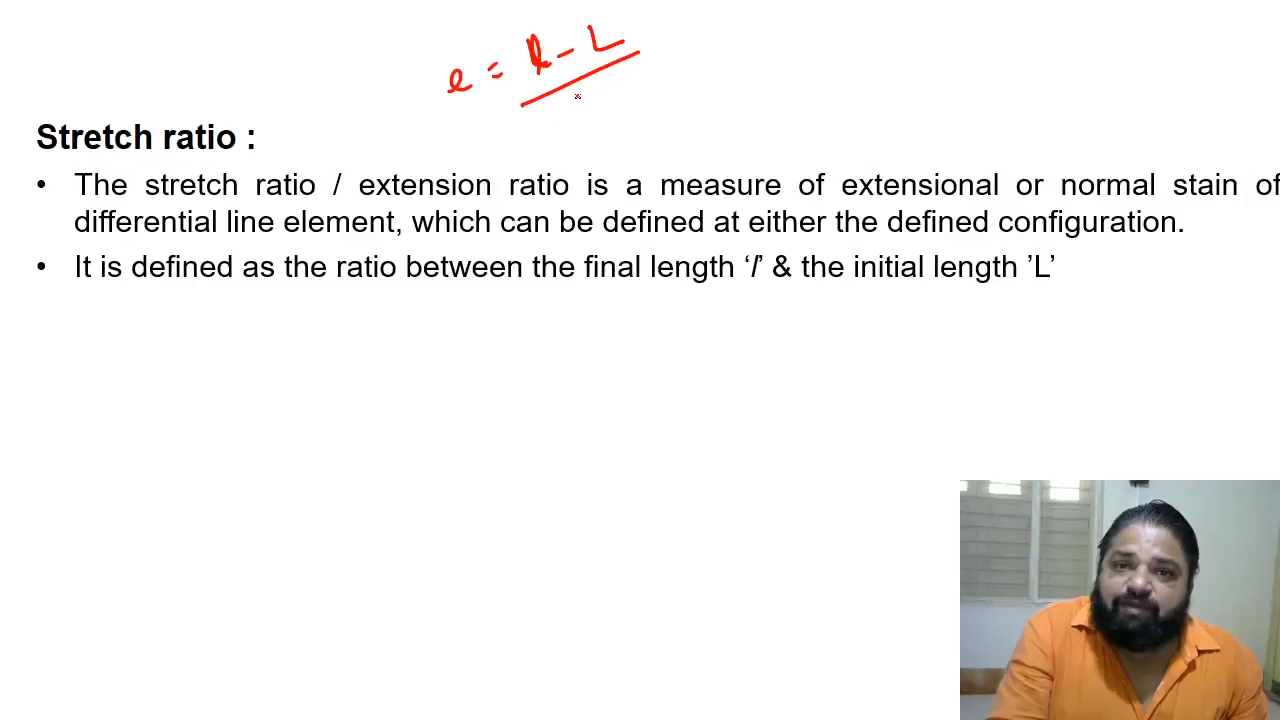 e = l - L
Stretch ratio :
• The stretch ratio / extension ratio is a measure of extensional or normal stain of
differential line element, which can be defined at either the defined configuration.
• It is defined as the ratio between the final length ‘l’ & the initial length ’L’